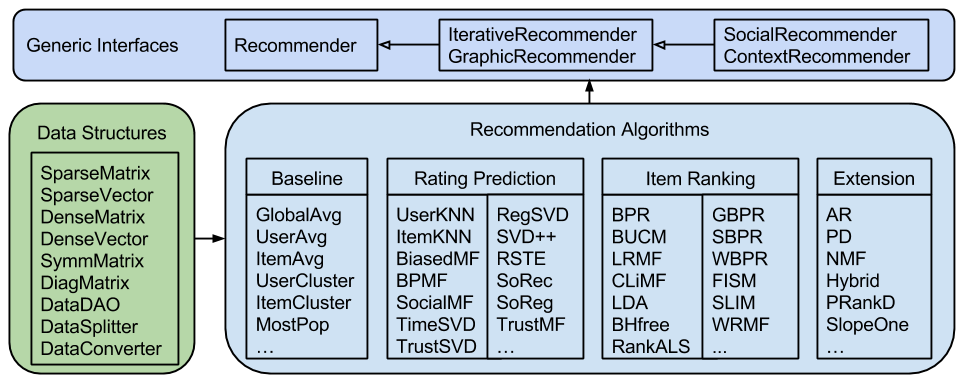 Generic Interfaces
Recommender
IterativeRecommender
GraphicRecommender
SocialRecommender
ContextRecommender
Data Structures
SparseMatrix
SparseVector
DenseMatrix
DenseVector
SymmMatrix
DiagMatrix
DataDAO
DataSplitter
DataConverter
Recommendation Algorithms
Baseline
GlobalAvg
UserAvg
ItemAvg
UserCluster
ItemCluster
MostPop
…
Rating Prediction
UserKNN
ItemKNN
BiasedMF
BPMF
SocialMF
TimeSVD
TrustSVD
RegSVD
SVD++
RSTE
SoRec
SoReg
TrustMF
…
Item Ranking
BPR
BUCM
LRMF
CLiMF
LDA
BHfree
RankALS
GBPR
SBPR
WBPR
FISM
SLIM
WRMF
...
Extension
AR
PD
NMF
Hybrid
PRankD
SlopeOne
…